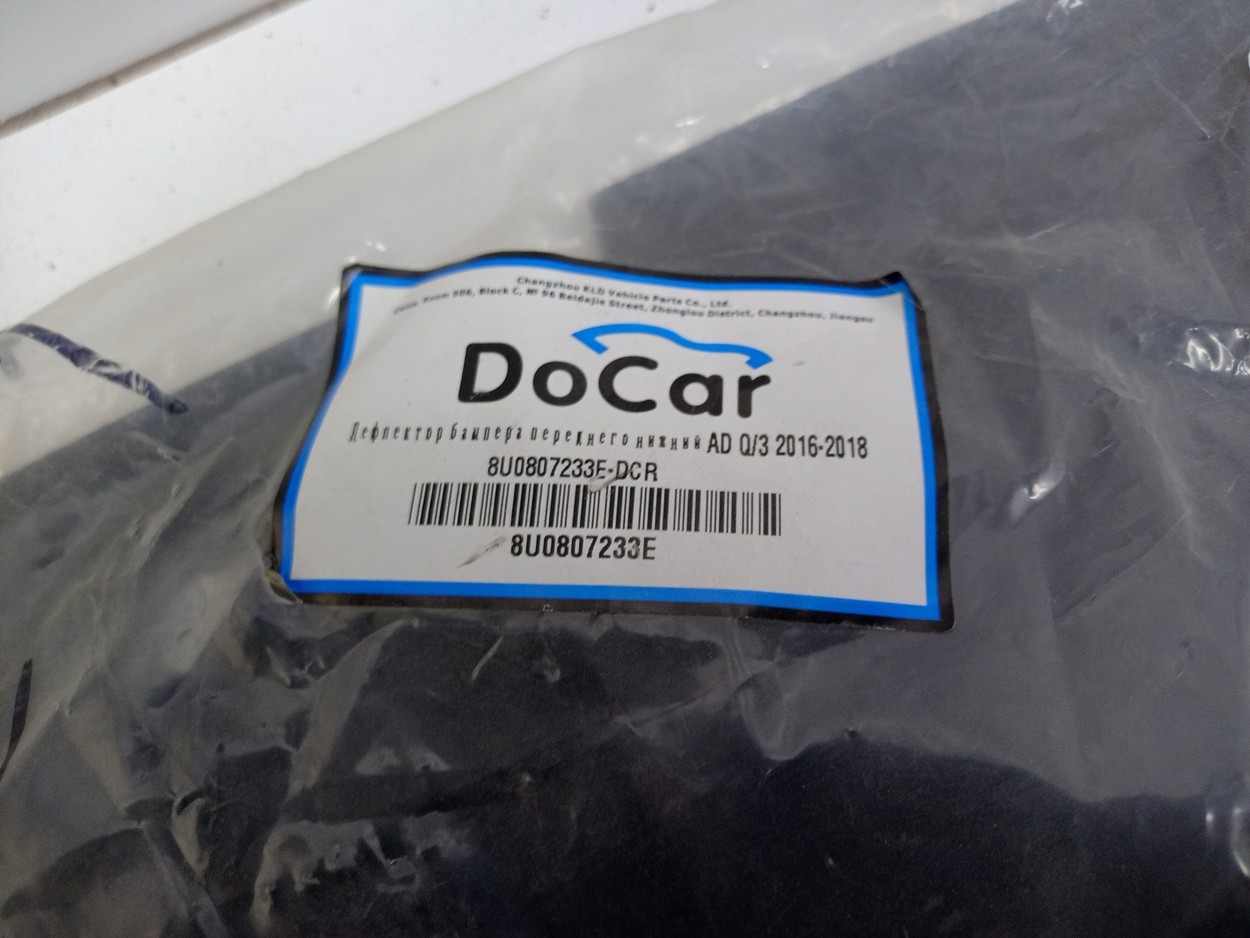 Changzhou KLD Vehicle Parts Co., Ltd.
China, Room 506, Block C, № 96 Beidajie Street, Zhonglou District, Changzhou, Jiangsu
DoCar
Дефлектор бампера переднего нижний AD Q/3 2016-2018
8U0807233E-DCR
8U0807233E